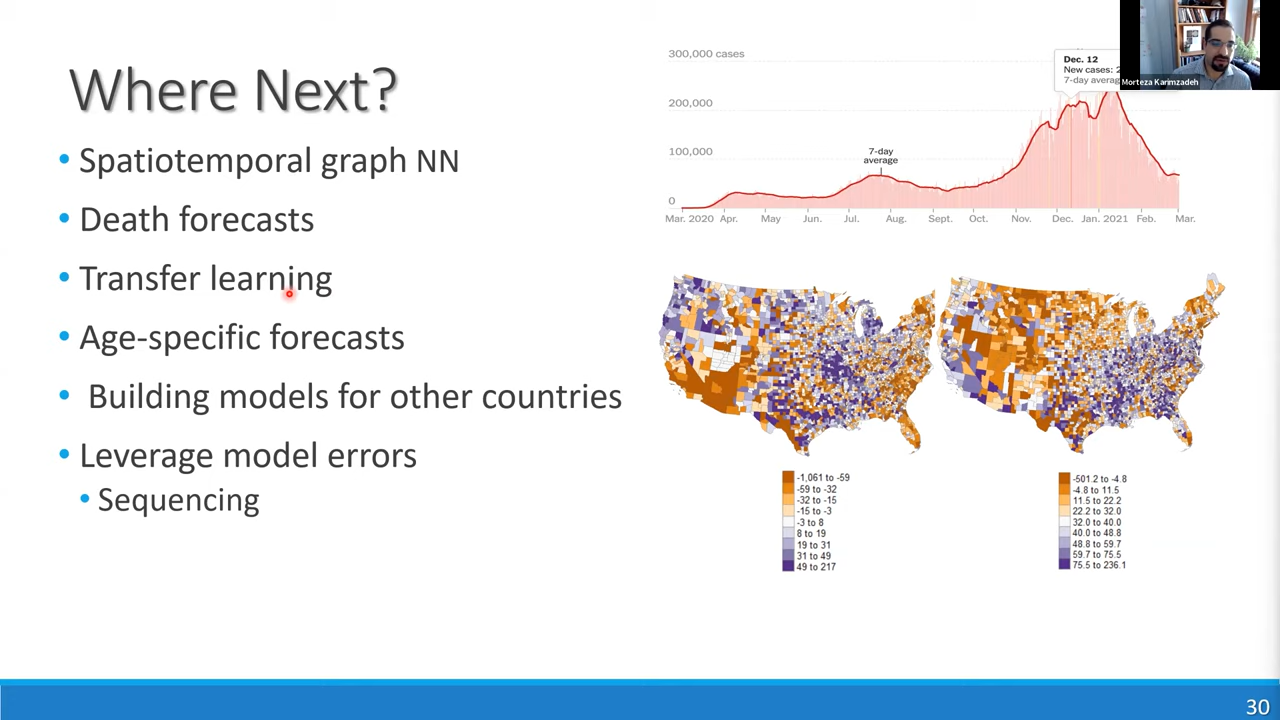 Where Next?
• Spatiotemporal graph NN
• Death forecasts
• Transfer learning
• Age-specific forecasts
• Building models for other countries
• Leverage model errors
• Sequencing
300,000 cases
200,000
100,000
0
7-day
average
Dec. 12
New cases: 2
7-day averag
Mar. 2020 Apr. May Jun. Jul. Aug. Sept. Oct. Nov. Dec. Jan. 2021 Feb. Mar.
Morteza Karimzadeh
-1,061 to -59
-59 to -32
-32 to -15
-15 to -3
-3 to 8
8 to 19
19 to 31
31 to 49
49 to 217
-501.2 to -4.8
-4.8 to 11.5
11.5 to 22.2
22.2 to 32.0
32.0 to 40.0
40.0 to 48.8
48.8 to 59.7
59.7 to 75.5
75.5 to 236.1
30